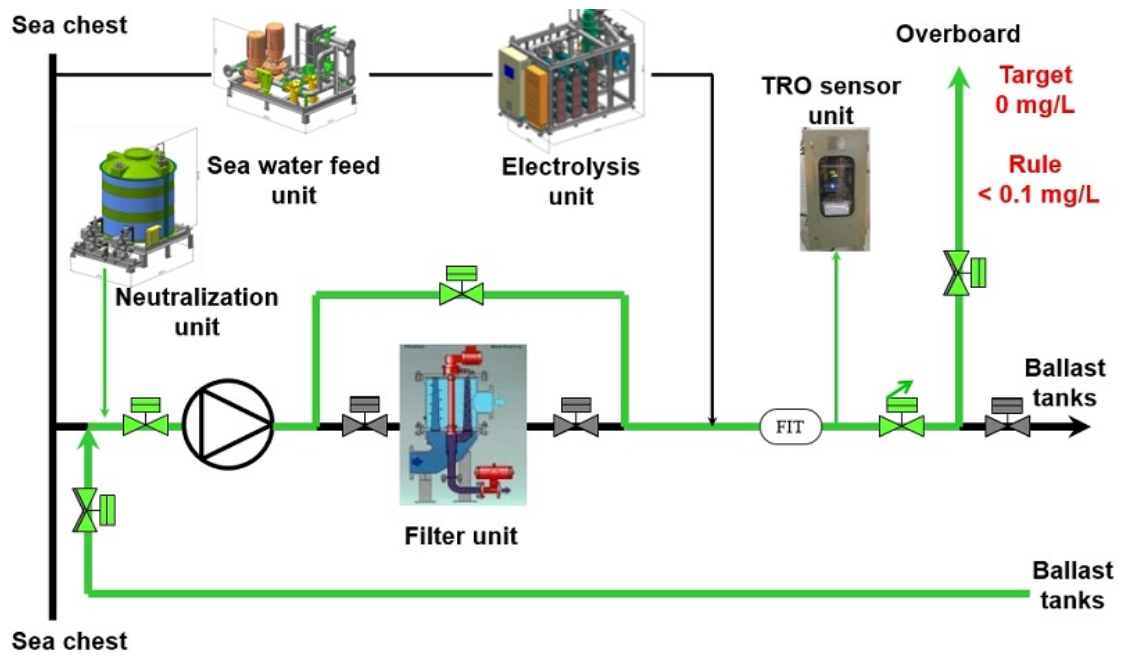 Sea chest
Overboard
Target
0 mg/L
TRO sensor
unit
Rule
< 0.1 mg/L
Sea water feed
unit
Electrolysis
unit
Neutralization
unit
Ballast
tanks
FIT
Filter unit
Ballast
tanks
Sea chest